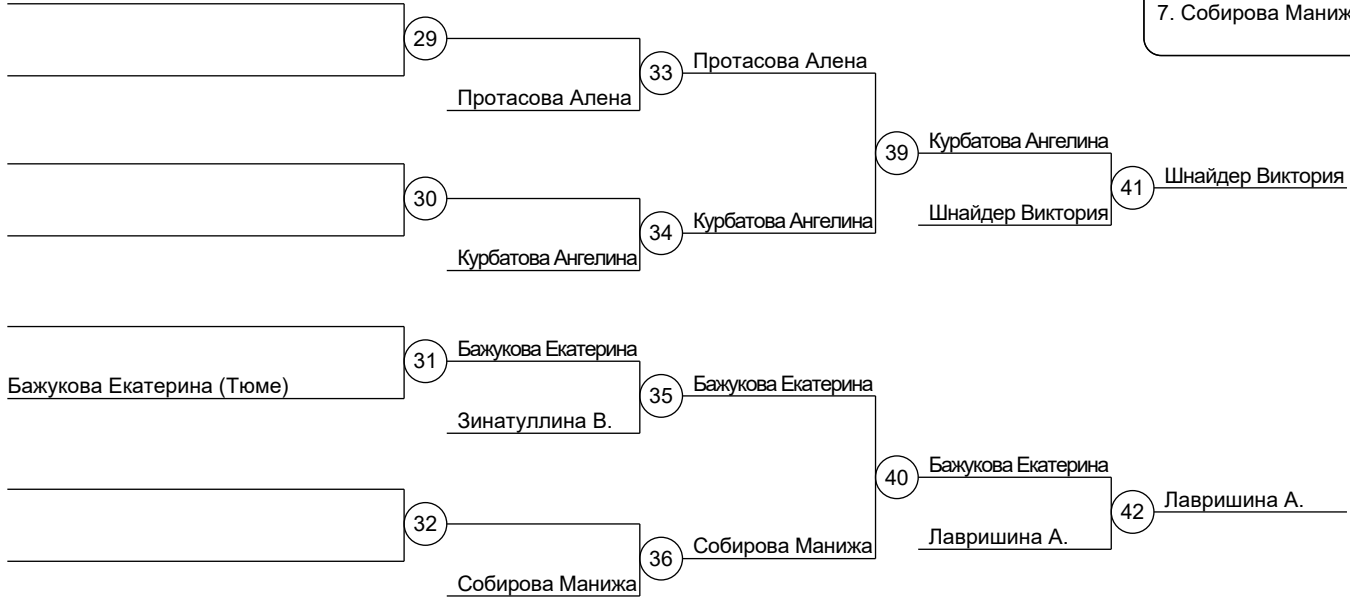 7. Собирова Маниж
29
33
Протасова Алена
Протасова Алена
39
Курбатова Ангелина
41
Шнайдер Виктория
30
34
Курбатова Ангелина
Шнайдер Виктория
Курбатова Ангелина
31
Бажукова Екатерина
Бажукова Екатерина (Тюме)
35
Бажукова Екатерина
Зинатуллина В.
40
Бажукова Екатерина
42
Лавришина А.
32
36
Собирова Манижа
Лавришина А.
Собирова Манижа